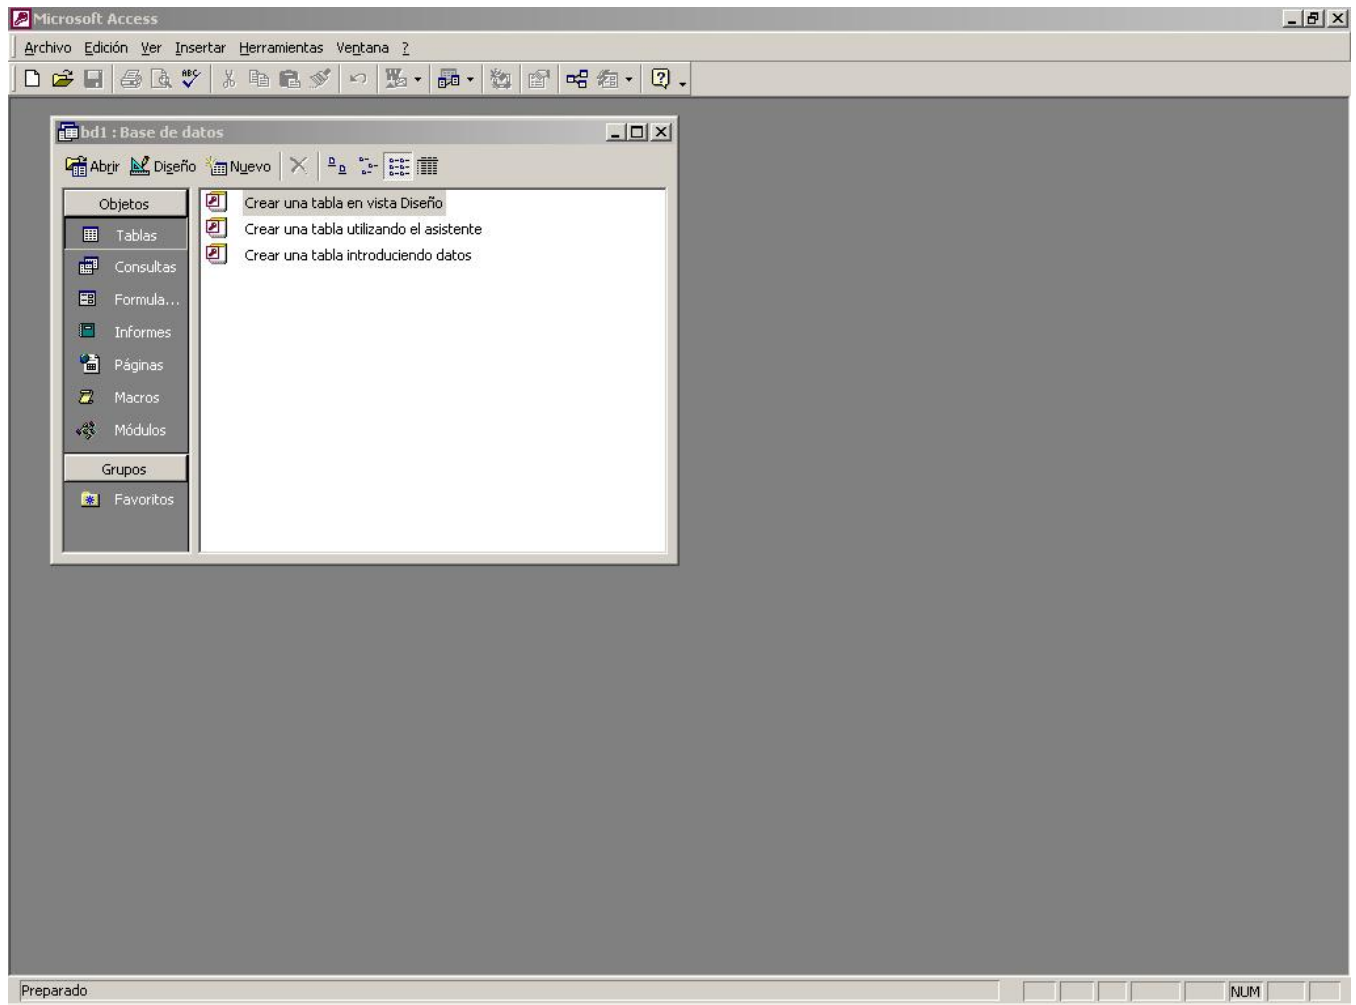 Microsoft Access
Archivo Edición Ver Insertar Herramientas Ventana ?
ABC
bd1 : Base de datos
Abrir Diseño Nuevo
Objetos
Tablas
Consultas
Formula...
Informes
Páginas
Macros
Módulos
Grupos
Favoritos
Crear una tabla en vista Diseño
Crear una tabla utilizando el asistente
Crear una tabla introduciendo datos
Preparado
NUM